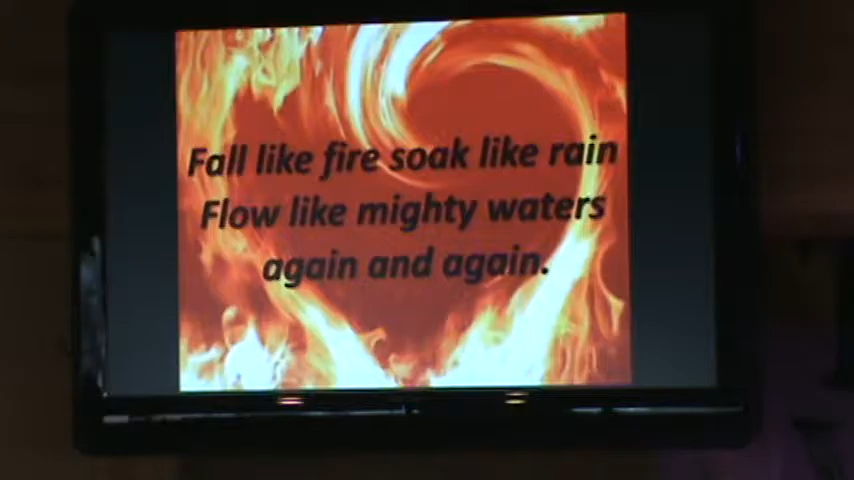 Fall like fire soak like rain
Flow like mighty waters
again and again.